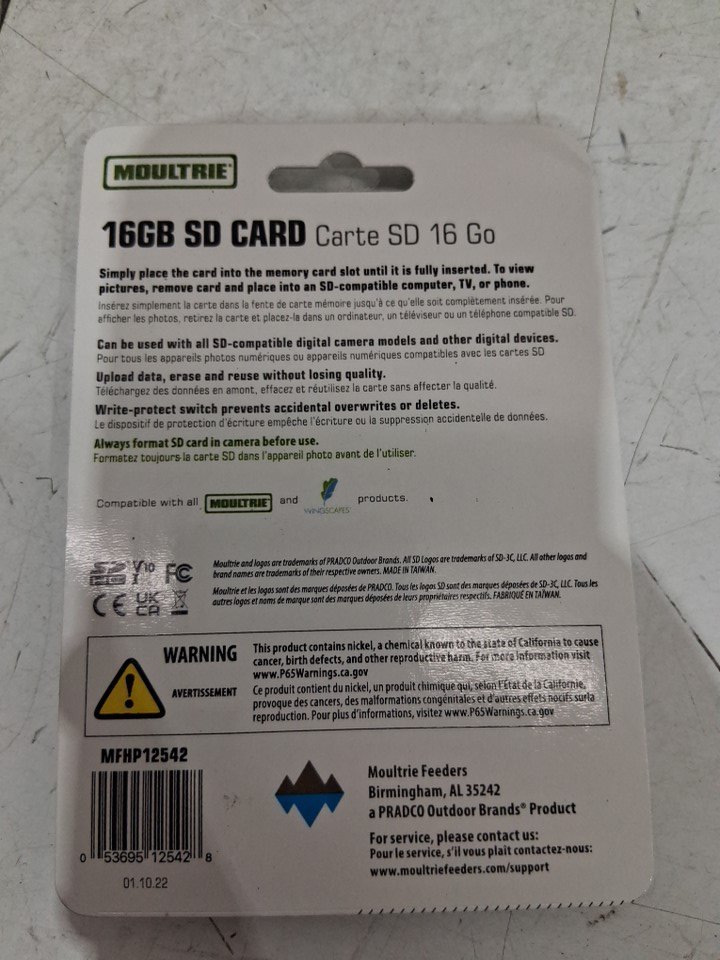 MOULTRIE
16GB SD CARD Carte SD 16 Go
Simply place the card into the memory card slot until it is fully inserted. To view
pictures, remove card and place into an SD-compatible computer, TV, or phone.
Insérez simplement la carte dans la fente de carte mémoire jusqu'à ce qu'elle soit complètement insérée. Pour
afficher les photos, retirez la carte et placez-la dans un ordinateur, un téléviseur ou un téléphone compatible SD.
Can be used with all SD-compatible digital camera models and other digital devices.
Pour tous les appareils photos numériques ou appareils numériques compatibles avec les cartes SD
Upload data, erase and reuse without losing quality.
Téléchargez des données en amont, effacez et réutilisez la carte sans affecter la qualité.
Write-protect switch prevents accidental overwrites or deletes.
Le dispositif de protection d'écriture empêche l'écriture ou la suppression accidentelle de données.
Always format SD card in camera before use.
Formatez toujours la carte SD dans l'appareil photo avant de l'utiliser.
Compatible with all MOULTRIE and WINGSCAPES products.
SD HC V10 I FC
CE UK CA
Moultrie and logos are trademarks of PRADCO Outdoor Brands. All SD Logos are trademarks of SD-3C, LLC. All other logos and
brand names are trademarks of their respective owners. MADE IN TAIWAN.
Moultrie et les logos sont des marques déposées de PRADCO. Tous les logos SD sont des marques déposées de SD-3C, LLC. Tous les
autres logos et noms de marque sont des marques déposées de leurs propriétaires respectifs. FABRIQUÉ EN TAÏWAN.
WARNING
This product contains nickel, a chemical known to the state of California to cause
cancer, birth defects, and other reproductive harm. For more information visit
www.P65Warnings.ca.gov
AVERTISSEMENT
Ce produit contient du nickel, un produit chimique qui, selon l'État de la Californie,
provoque des cancers, des malformations congénitales et d'autres effets nocifs sur la
reproduction. Pour plus d'informations, visitez www.P65Warnings.ca.gov
MFHP12542
0 53695 12542 8
01.10.22
Moultrie Feeders
Birmingham, AL 35242
a PRADCO Outdoor Brands® Product
For service, please contact us:
Pour le service, s'il vous plait contactez-nous:
www.moultriefeeders.com/support